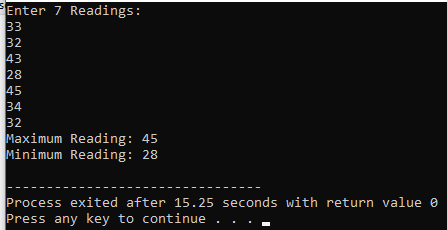 Enter 7 Readings:
33
32
43
28
45
34
32
Maximum Reading: 45
Minimum Reading: 28
--------------------------------
Process exited after 15.25 seconds with return value 0
Press any key to continue . . .